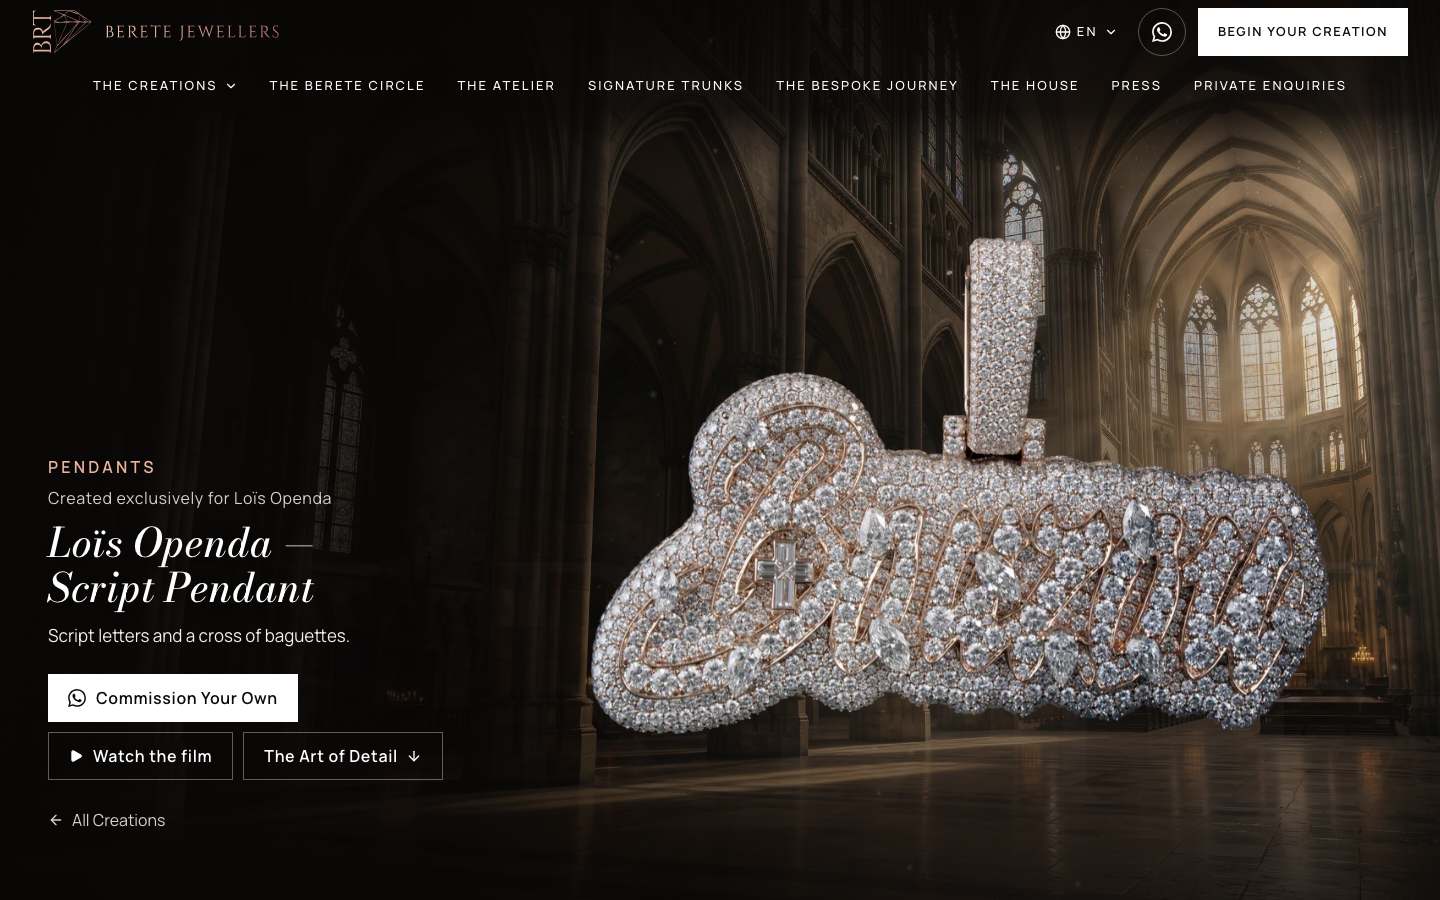 BRT BERETE JEWELLERS
EN
BEGIN YOUR CREATION
THE CREATIONS
THE BERETE CIRCLE
THE ATELIER
SIGNATURE TRUNKS
THE BESPOKE JOURNEY
THE HOUSE
PRESS
PRIVATE ENQUIRIES
PENDANTS
Created exclusively for Loïs Openda
Loïs Openda —
Script Pendant
Script letters and a cross of baguettes.
Commission Your Own
Watch the film
The Art of Detail
All Creations